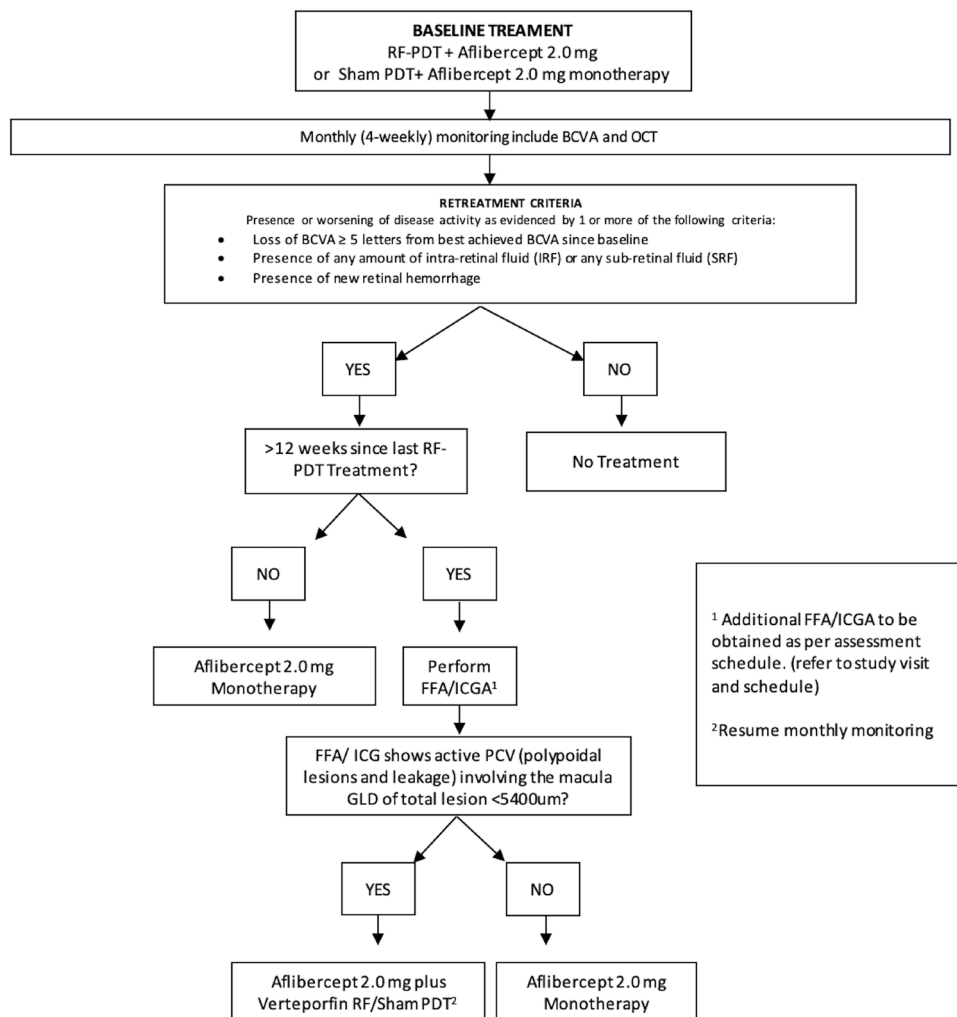 BASELINE TREAMENT
RF-PDT + Aflibercept 2.0 mg
or Sham PDT+ Aflibercept 2.0 mg monotherapy
Monthly (4-weekly) monitoring include BCVA and OCT
RETREATMENT CRITERIA
Presence or worsening of disease activity as evidenced by 1 or more of the following criteria:
• Loss of BCVA ≥ 5 letters from best achieved BCVA since baseline
• Presence of any amount of intra-retinal fluid (IRF) or any sub-retinal fluid (SRF)
• Presence of new retinal hemorrhage
YES
NO
>12 weeks since last RF-
PDT Treatment?
No Treatment
NO
YES
Aflibercept 2.0 mg
Monotherapy
Perform
FFA/ICGA¹
¹ Additional FFA/ICGA to be
obtained as per assessment
schedule. (refer to study visit
and schedule)
²Resume monthly monitoring
FFA/ ICG shows active PCV (polypoidal
lesions and leakage) involving the macula
GLD of total lesion <5400um?
YES
NO
Aflibercept 2.0 mg plus
Verteporfin RF/Sham PDT²
Aflibercept 2.0 mg
Monotherapy